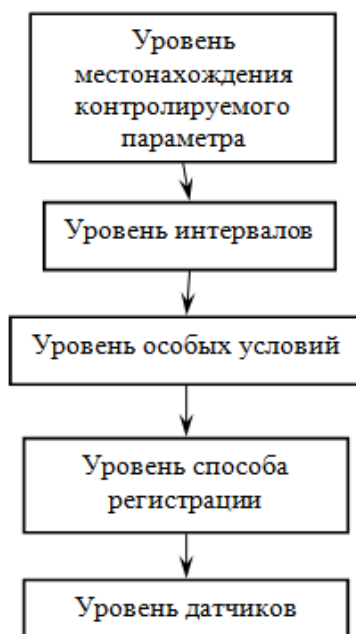 Уровень
местонахождения
контролируемого
параметра
Уровень интервалов
Уровень особых условий
Уровень способа
регистрации
Уровень датчиков